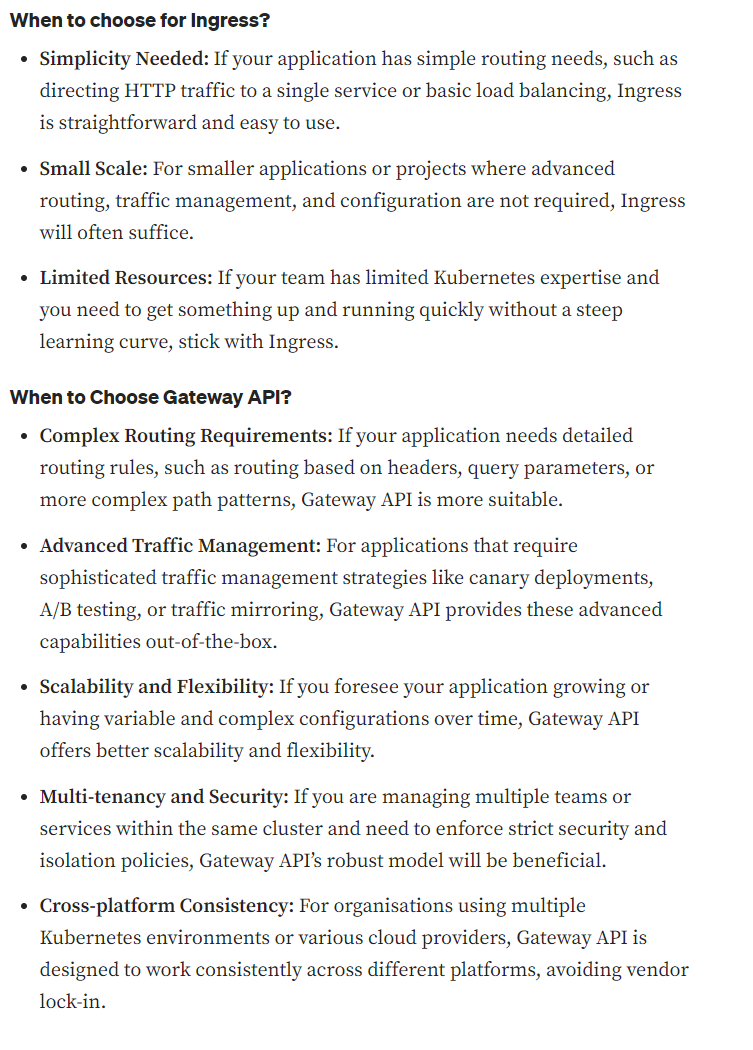 When to choose for Ingress?
• Simplicity Needed: If your application has simple routing needs, such as
directing HTTP traffic to a single service or basic load balancing, Ingress
is straightforward and easy to use.
• Small Scale: For smaller applications or projects where advanced
routing, traffic management, and configuration are not required, Ingress
will often suffice.
• Limited Resources: If your team has limited Kubernetes expertise and
you need to get something up and running quickly without a steep
learning curve, stick with Ingress.
When to Choose Gateway API?
• Complex Routing Requirements: If your application needs detailed
routing rules, such as routing based on headers, query parameters, or
more complex path patterns, Gateway API is more suitable.
• Advanced Traffic Management: For applications that require
sophisticated traffic management strategies like canary deployments,
A/B testing, or traffic mirroring, Gateway API provides these advanced
capabilities out-of-the-box.
• Scalability and Flexibility: If you foresee your application growing or
having variable and complex configurations over time, Gateway API
offers better scalability and flexibility.
• Multi-tenancy and Security: If you are managing multiple teams or
services within the same cluster and need to enforce strict security and
isolation policies, Gateway API’s robust model will be beneficial.
• Cross-platform Consistency: For organisations using multiple
Kubernetes environments or various cloud providers, Gateway API is
designed to work consistently across different platforms, avoiding vendor
lock-in.